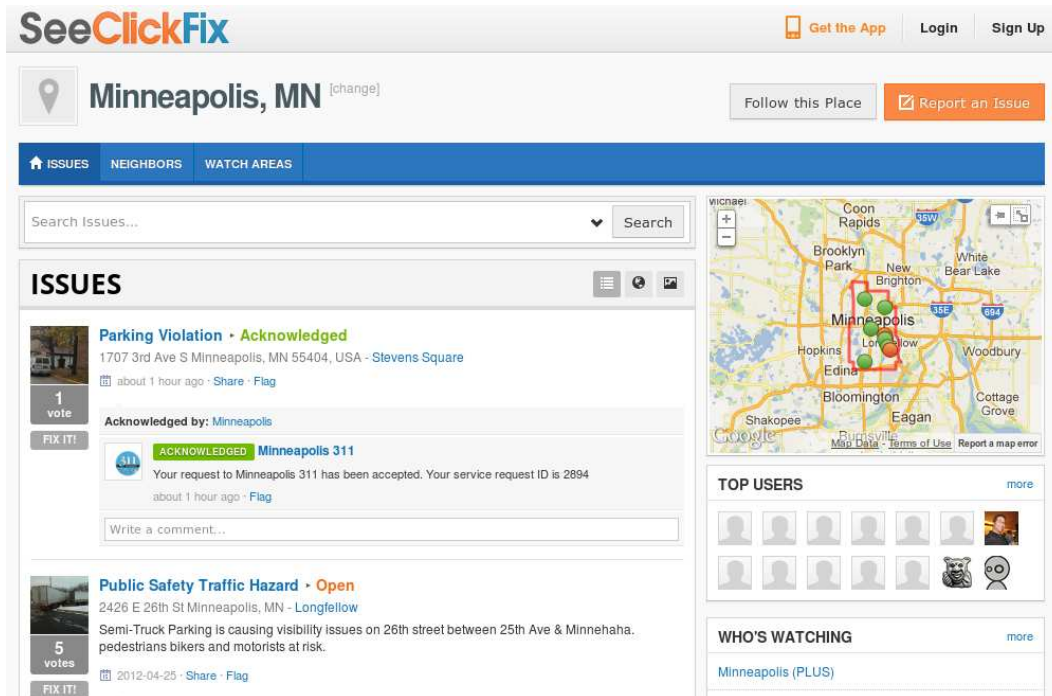 SeeClickFix
Get the App
Login
Sign Up
Minneapolis, MN [change]
Follow this Place
Report an Issue
ISSUES
NEIGHBORS
WATCH AREAS
Search Issues...
Search
ISSUES
Parking Violation ‣ Acknowledged
1707 3rd Ave S Minneapolis, MN 55404, USA - Stevens Square
about 1 hour ago · Share · Flag
1
vote
FIX IT!
Acknowledged by: Minneapolis
311
ACKNOWLEDGED Minneapolis 311
Your request to Minneapolis 311 has been accepted. Your service request ID is 2894
about 1 hour ago · Flag
Write a comment...
Public Safety Traffic Hazard ‣ Open
2426 E 26th St Minneapolis, MN - Longfellow
Semi-Truck Parking is causing visibility issues on 26th street between 25th Ave & Minnehaha.
pedestrians bikers and motorists at risk.
5
votes
FIX IT!
2012-04-25 · Share · Flag
Coon
Rapids
35W
Brooklyn
Park
New
Brighton
White
Bear Lake
Minneapolis
35E
694
Hopkins
Woodbury
Edina
Bloomington
Cottage
Grove
Eagan
Shakopee
Burnsville
Google
Map Data - Terms of Use Report a map error
TOP USERS
more
WHO'S WATCHING
more
Minneapolis (PLUS)